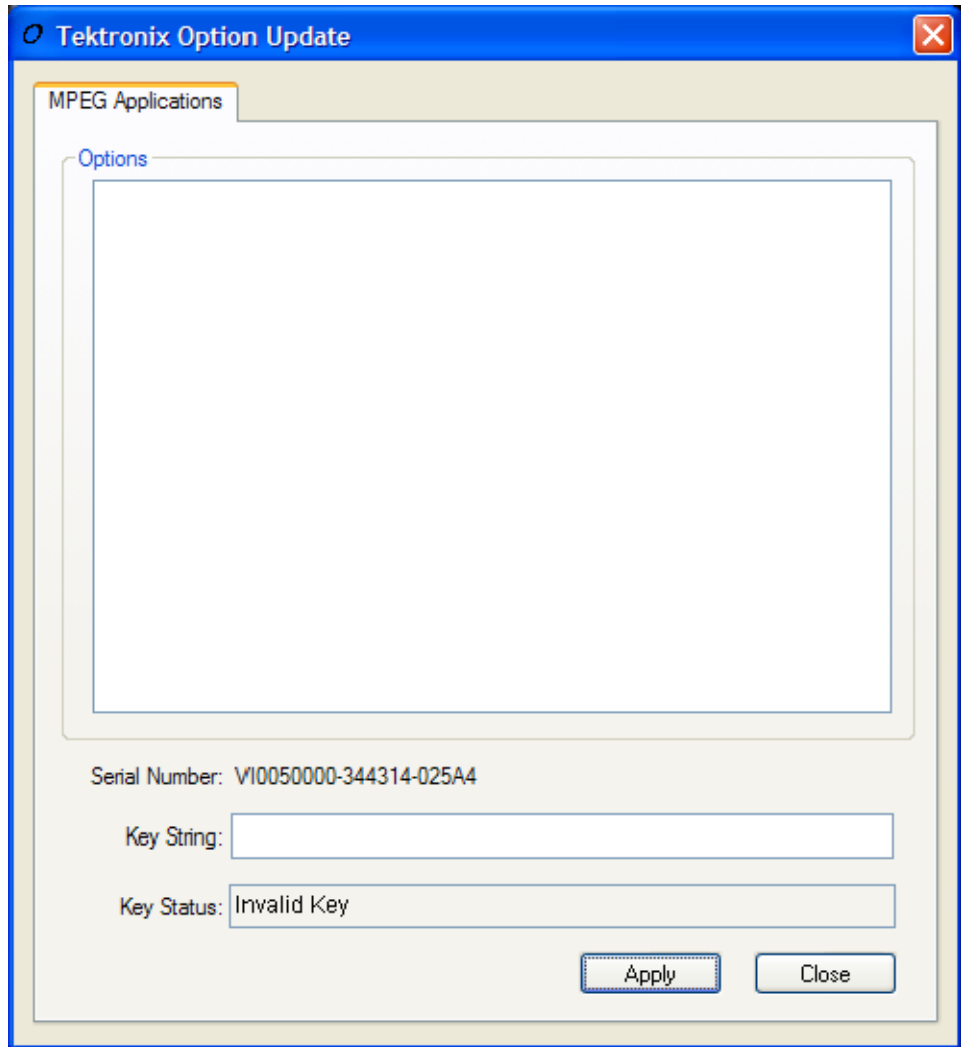 Tektronix Option Update
MPEG Applications
Options
Serial Number: VI0050000-344314-025A4
Key String:
Key Status: Invalid Key
Apply Close